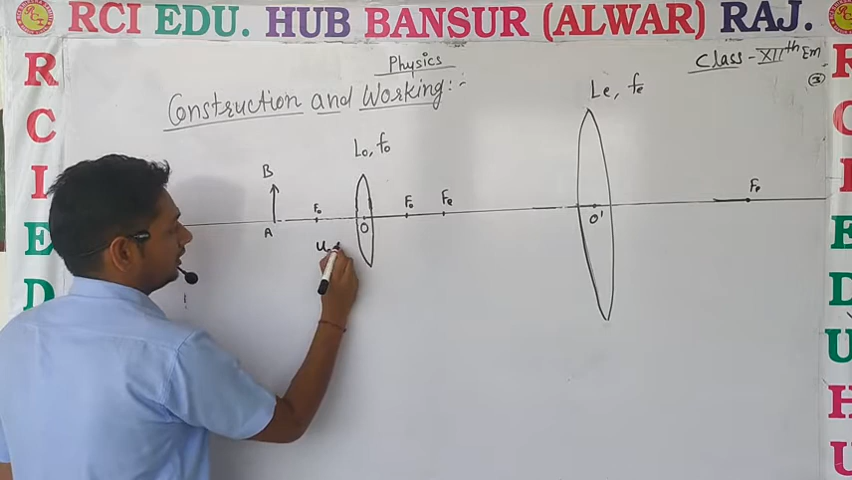 RCI EDU. HUB BANSUR (ALWAR) RAJ.
Physics
Class - XIIth Em
③
Construction and Working:-
Lo, fo
Le, fe
B
Fo
Fo
Fe
Fe
A
O
O'
R
C
I
E
D
R
C
I
E
D
U
H
U